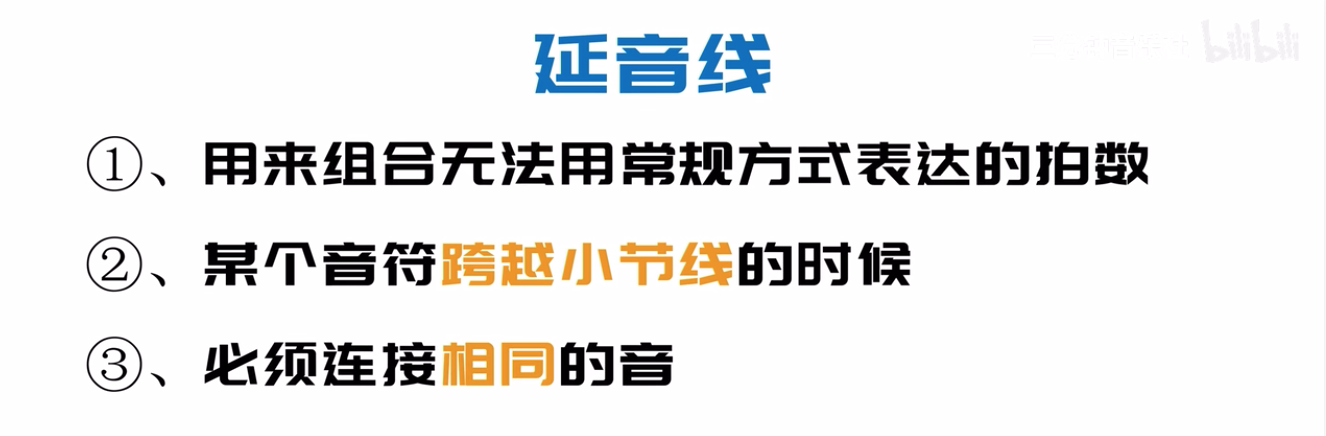 bilibili
延音线
①、用来组合无法用常规方式表达的拍数
②、某个音符跨越小节线的时候
③、必须连接相同的音